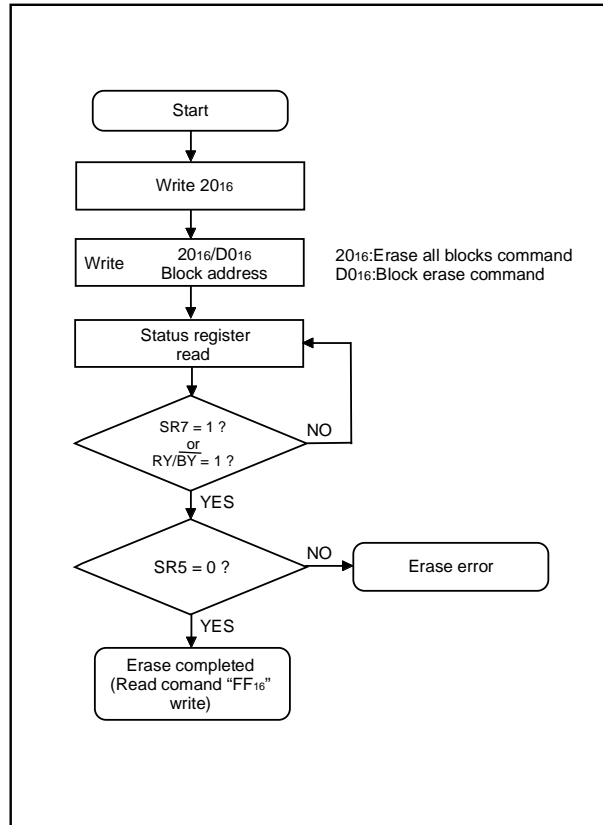 Start
Write 20₁₆
Write 20₁₆/D0₁₆
Block address
20₁₆:Erase all blocks command
D0₁₆:Block erase command
Status register
read
SR7 = 1 ?
or
RY/B̅Y̅ = 1 ?
NO
YES
SR5 = 0 ?
NO
Erase error
YES
Erase completed
(Read comand “FF₁₆”
write)